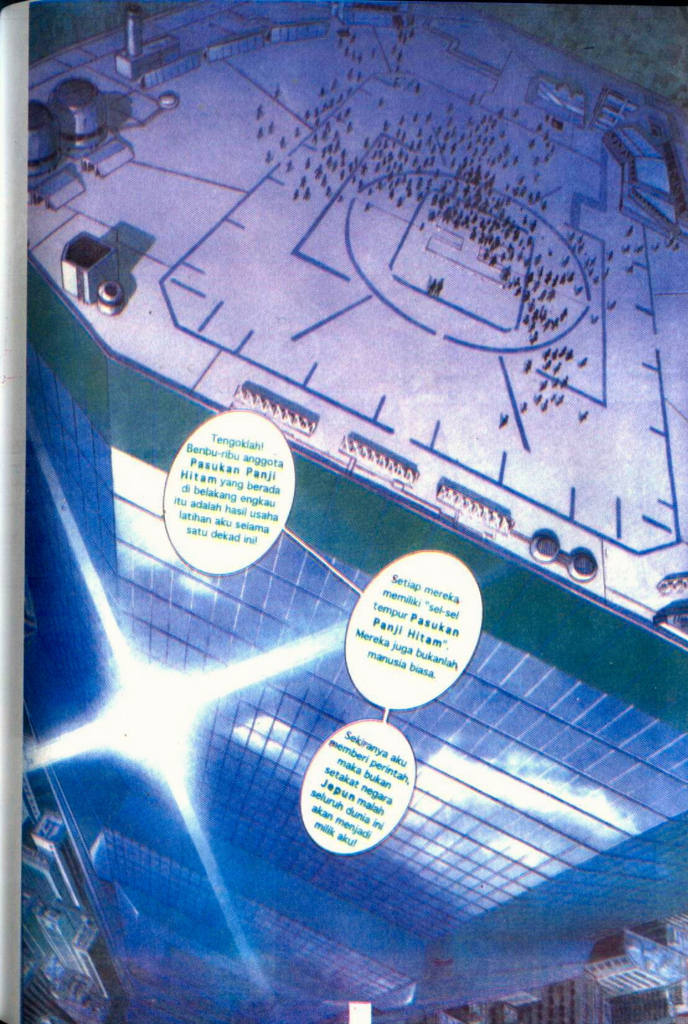 Tengoklah!
Beribu-ribu anggota
Pasukan Panji
Hitam yang berada
di belakang engkau
itu adalah hasil usaha
latihan aku selama
satu dekad ini!
Setiap mereka
memiliki "sel-sel
tempur Pasukan
Panji Hitam".
Mereka juga bukanlah
manusia biasa.
Sekiranya aku
memberi perintah,
maka bukan
setakat negara
Jepun malah
seluruh dunia ini
akan menjadi
milik aku!